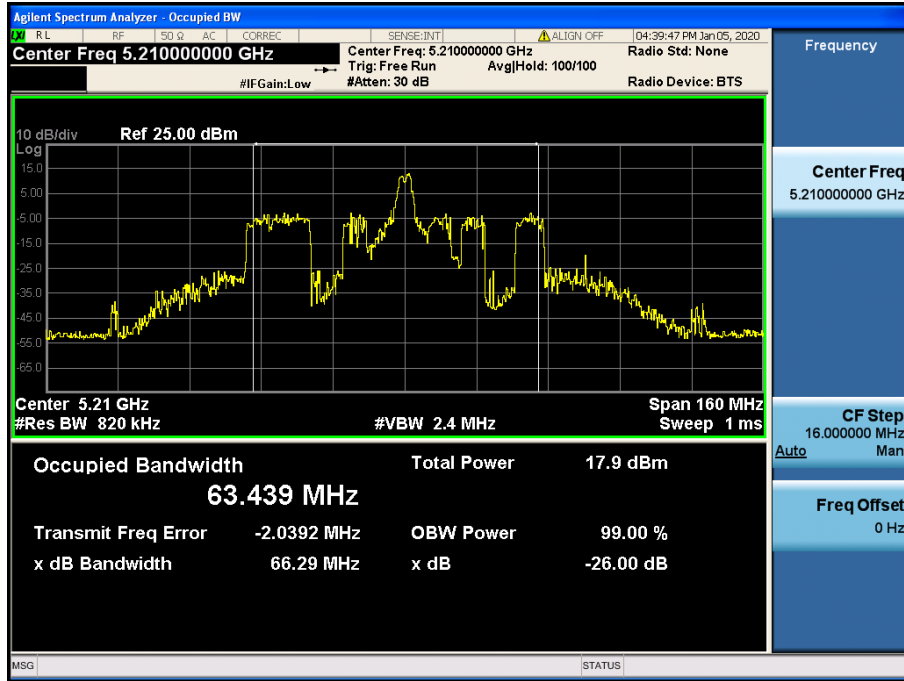 Agilent Spectrum Analyzer - Occupied BW
LXI RL RF 50 Ω AC CORREC SENSE:INT ALIGN OFF 04:39:47 PM Jan 05, 2020
Center Freq 5.210000000 GHz
Center Freq: 5.210000000 GHz
Radio Std: None
Trig: Free Run Avg|Hold: 100/100
#IFGain:Low
#Atten: 30 dB
Radio Device: BTS
10 dB/div Ref 25.00 dBm
Log
15.0
5.00
-5.00
-15.0
-25.0
-35.0
-45.0
-55.0
-65.0
Center 5.21 GHz Span 160 MHz
#Res BW 820 kHz #VBW 2.4 MHz Sweep 1 ms
Occupied Bandwidth Total Power 17.9 dBm
63.439 MHz
Transmit Freq Error -2.0392 MHz OBW Power 99.00 %
x dB Bandwidth 66.29 MHz x dB -26.00 dB
MSG STATUS
Frequency
Center Freq
5.210000000 GHz
CF Step
16.000000 MHz
Auto Man
Freq Offset
0 Hz